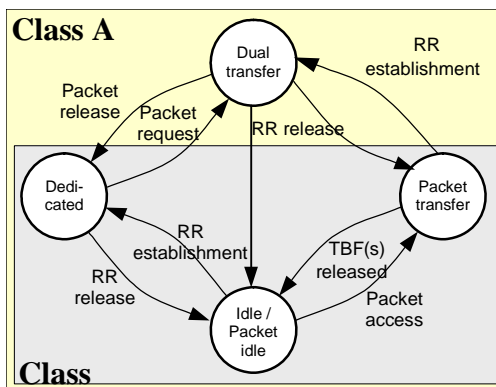 Class A
Dual
transfer
RR
establishment
Packet
release
Packet
request
RR release
Dedi-
cated
Packet
transfer
RR
establishment
TBF(s)
released
RR
release
Packet
access
Idle /
Packet
idle
Class